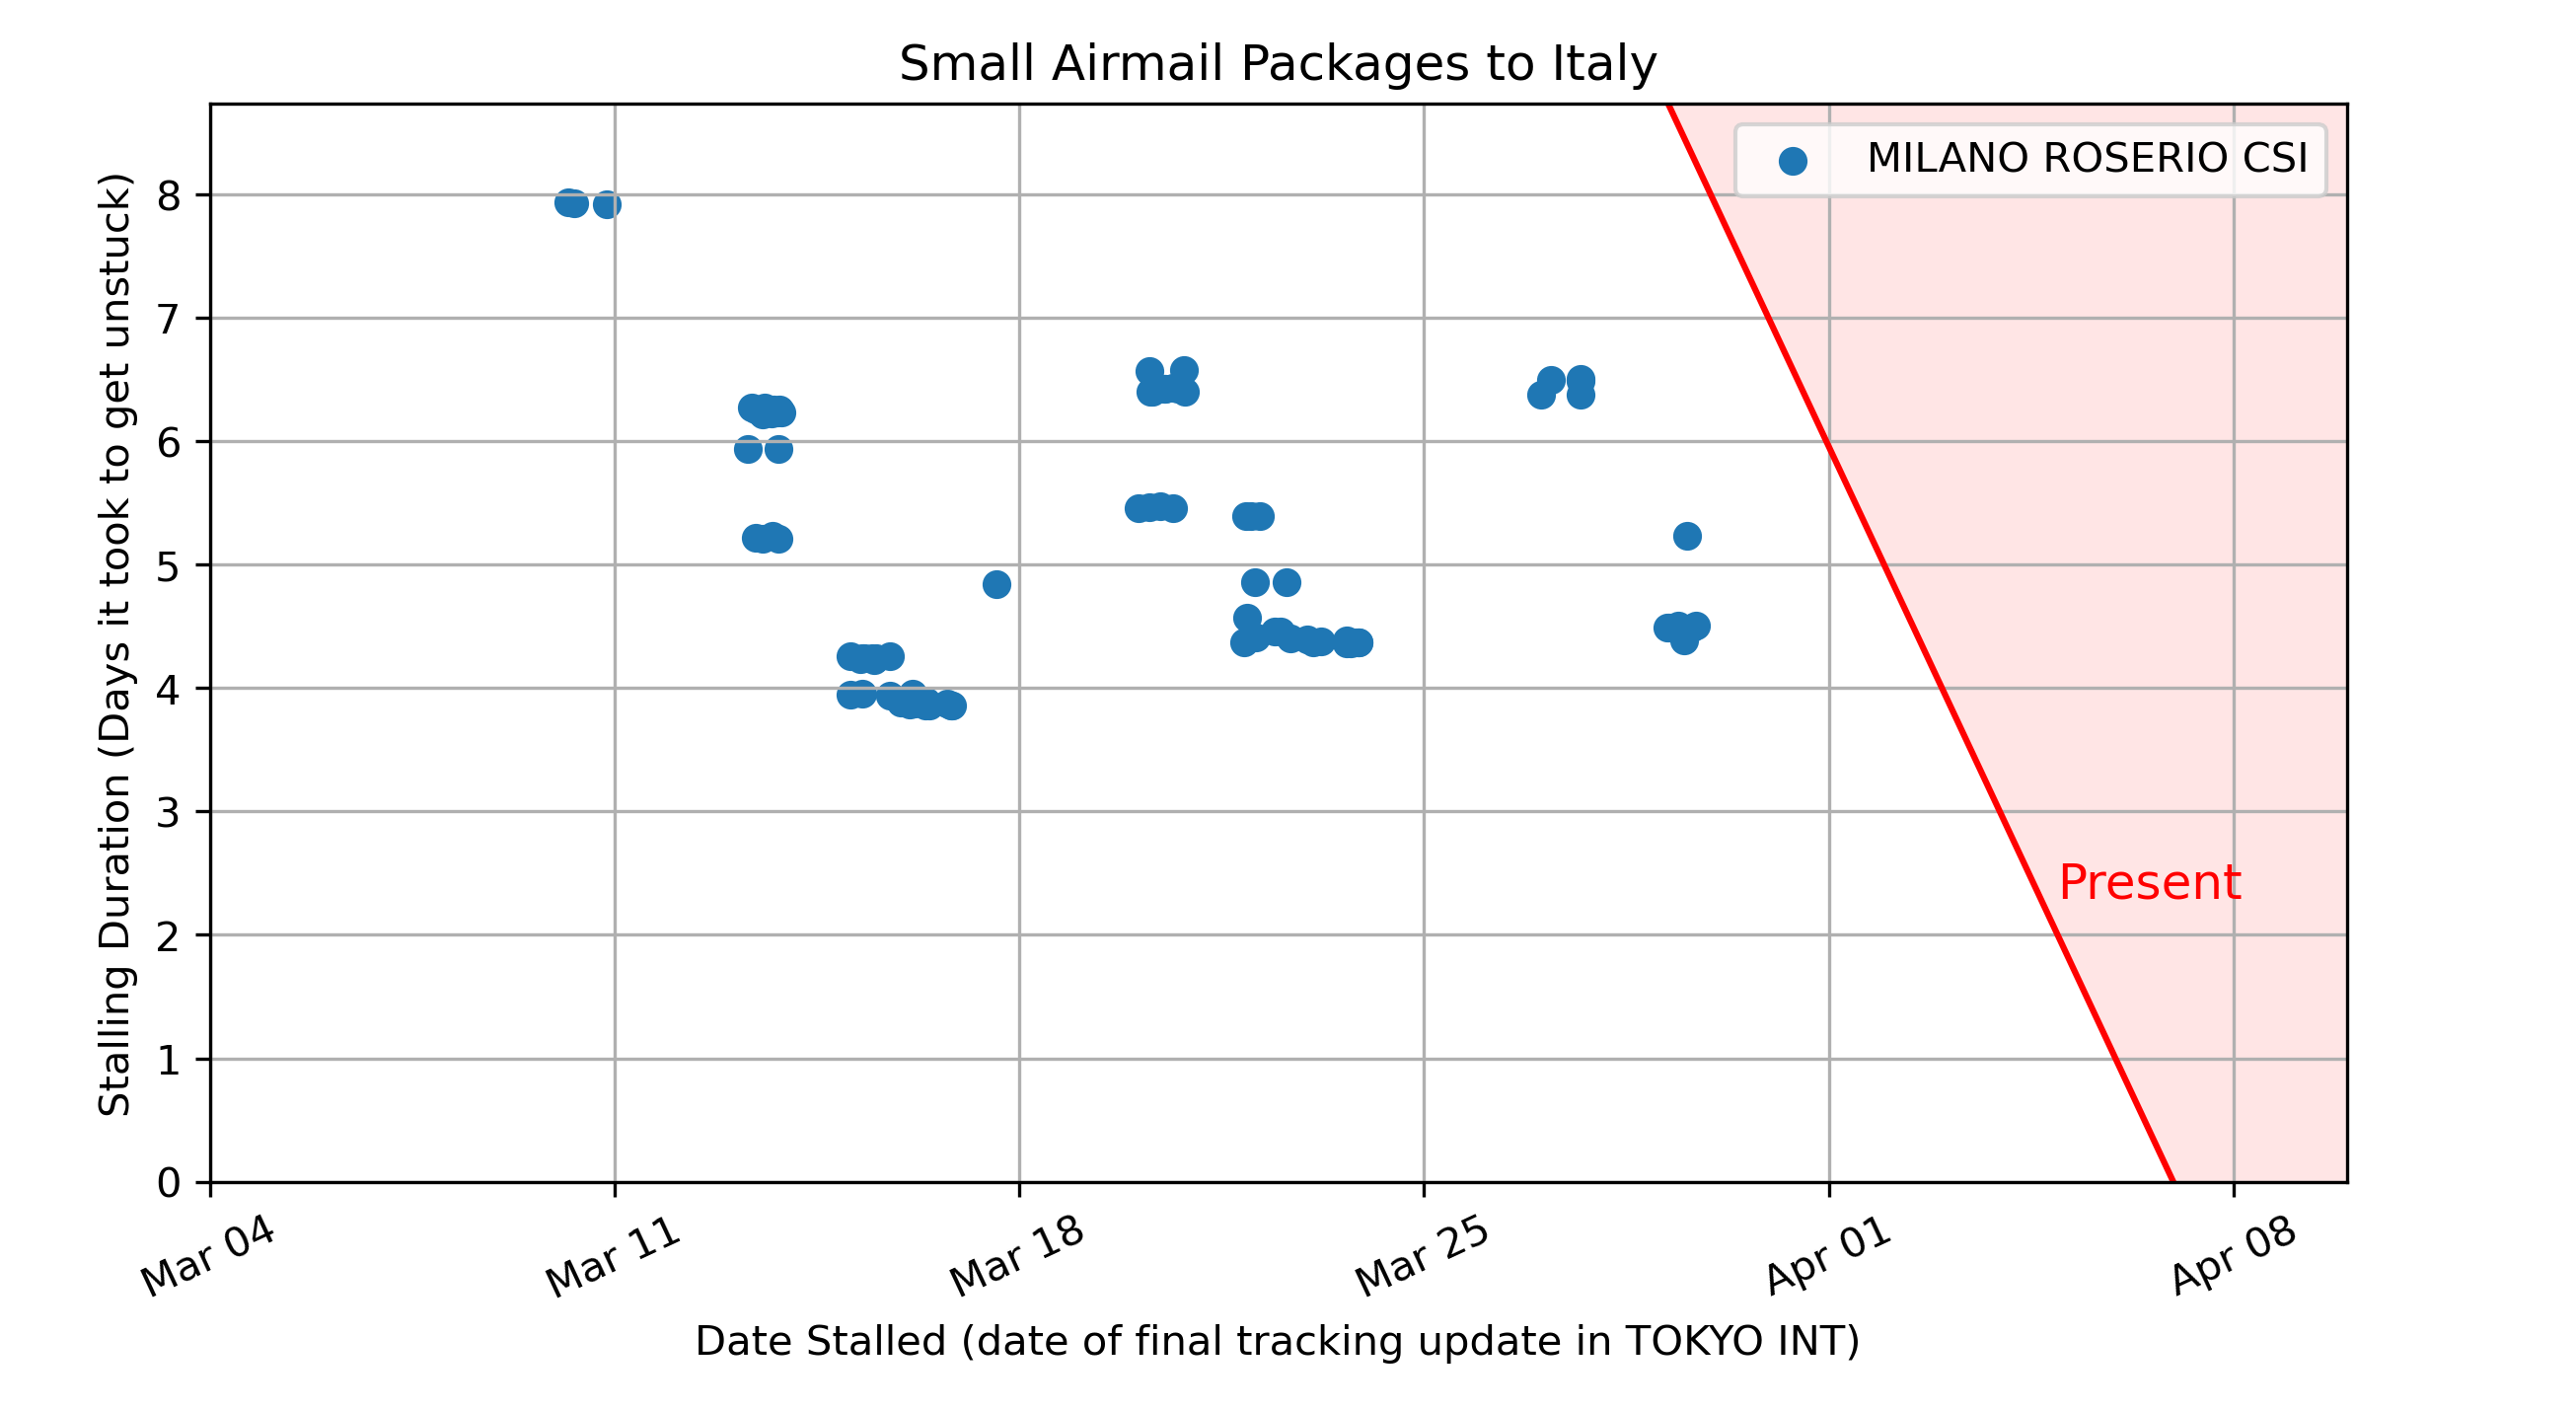 Small Airmail Packages to Italy
MILANO ROSERIO CSI
Stalling Duration (Days it took to get unstuck)
8
7
6
5
4
3
2
1
0
Present
Mar 04
Mar 11
Mar 18
Mar 25
Apr 01
Apr 08
Date Stalled (date of final tracking update in TOKYO INT)